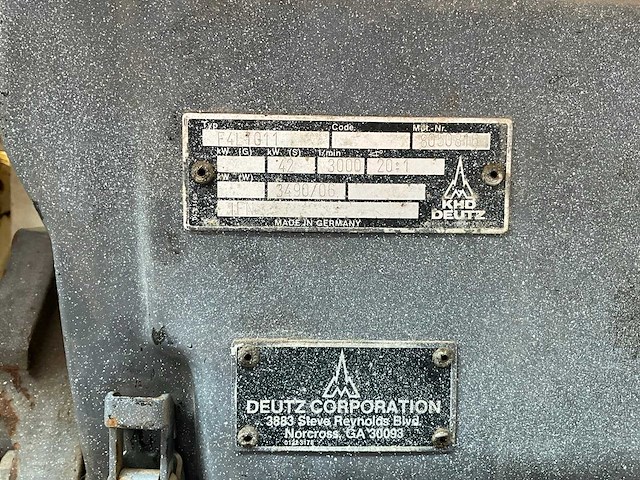 Typ Code. Mot.-Nr.
F4L1011
kW (G) kW (S) 1/min
42 3000 20:1
kW (W)
3490/06
KHD
DEUTZ
MADE IN GERMANY
DEUTZ CORPORATION
3883 Steve Reynolds Blvd.
Norcross, GA 30093